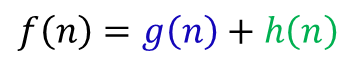 f(n) = g(n) + h(n)